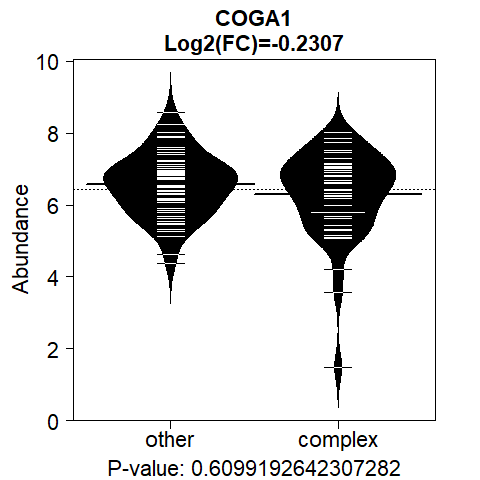 COGA1
Log2(FC)=-0.2307
Abundance
10
8
6
4
2
0
other complex
P-value: 0.6099192642307282